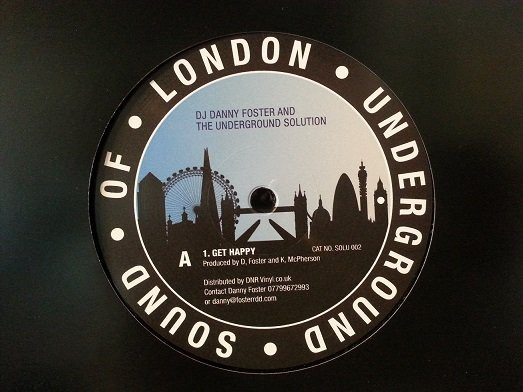 SOUND • OF • LONDON • UNDERGROUND •
DJ DANNY FOSTER AND
THE UNDERGROUND SOLUTION
A
1. GET HAPPY
CAT NO. SOLU 002
Produced by D, Foster and K, McPherson
Distributed by DNR Vinyl.co.uk
Contact Danny Foster 07799672993
or danny@fosterrdd.com